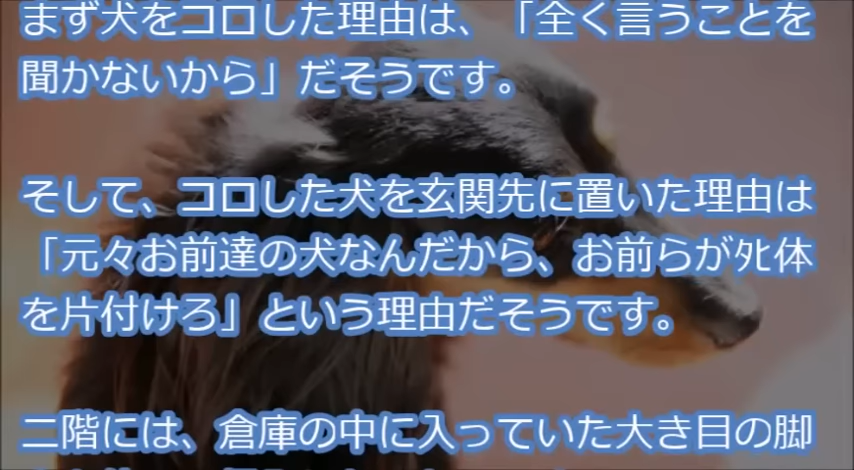 まず犬をコロした理由は、「全く言うことを
聞かないから」だそうです。
そして、コロした犬を玄関先に置いた理由は
「元々お前達の犬なんだから、お前らがタヒ体
を片付けろ」という理由だそうです。
二階には、倉庫の中に入っていた大き目の脚